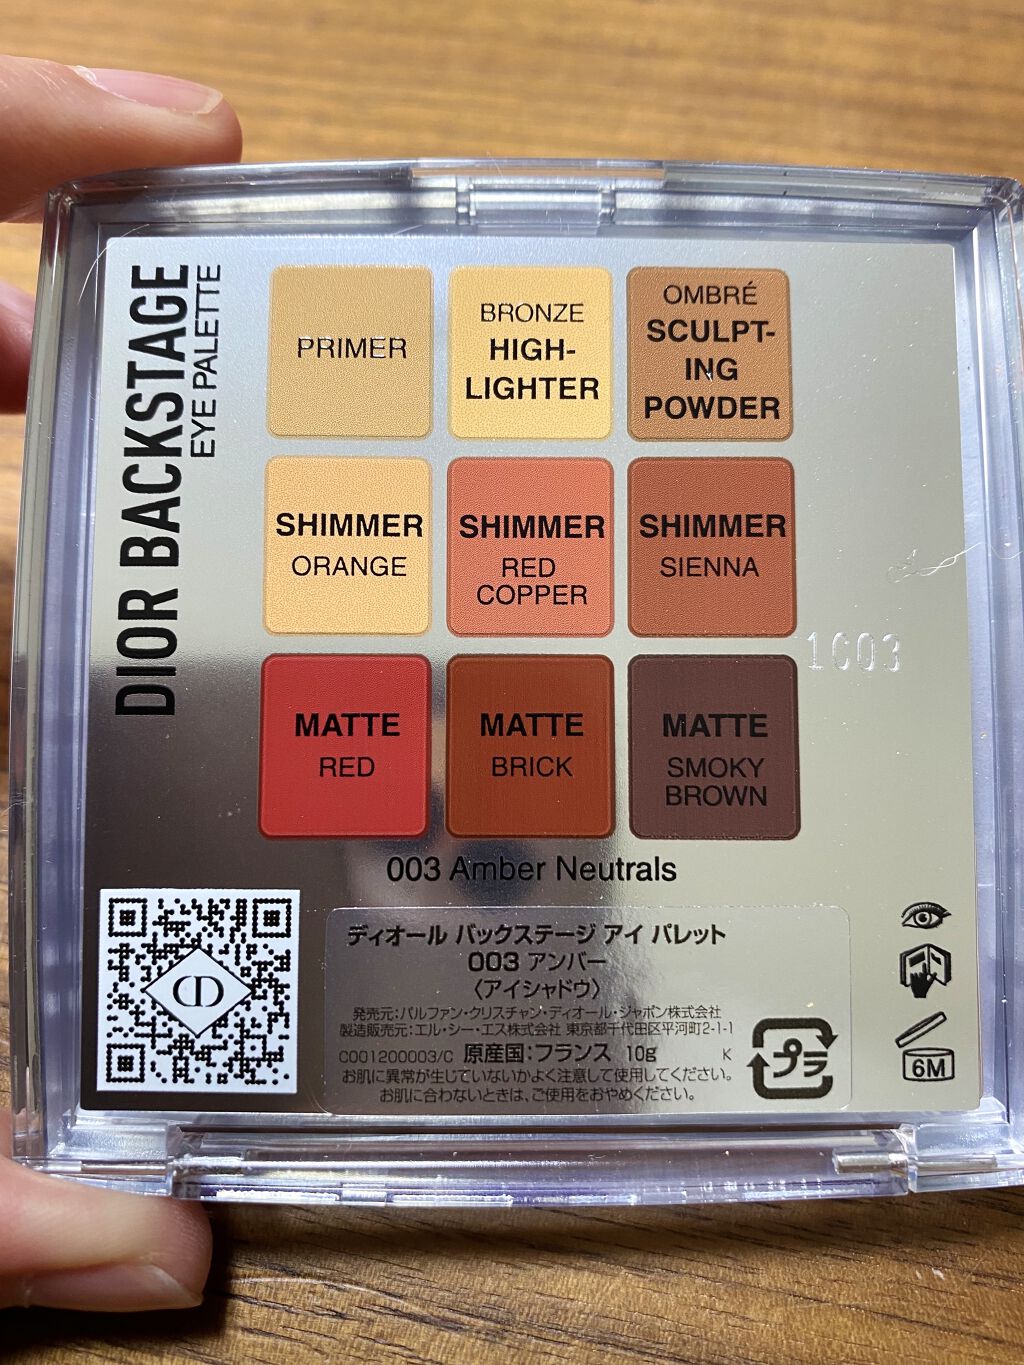 DIOR BACKSTAGE
EYE PALETTE
PRIMER
BRONZE
HIGH-
LIGHTER
OMBRÉ
SCULPT-
ING
POWDER
SHIMMER
ORANGE
SHIMMER
RED
COPPER
SHIMMER
SIENNA
1C03
MATTE
RED
MATTE
BRICK
MATTE
SMOKY
BROWN
003 Amber Neutrals
CD
ディオール バックステージ アイ パレット
003 アンバー
〈アイシャドウ〉
発売元:パルファン・クリスチャン・ディオール・ジャポン株式会社
製造販売元:エル・シー・エス株式会社 東京都千代田区平河町2-1-1
C001200003/C 原産国:フランス 10g K
お肌に異常が生じていないかよく注意して使用してください。
お肌に合わないときは、ご使用をおやめください。
プラ
6M